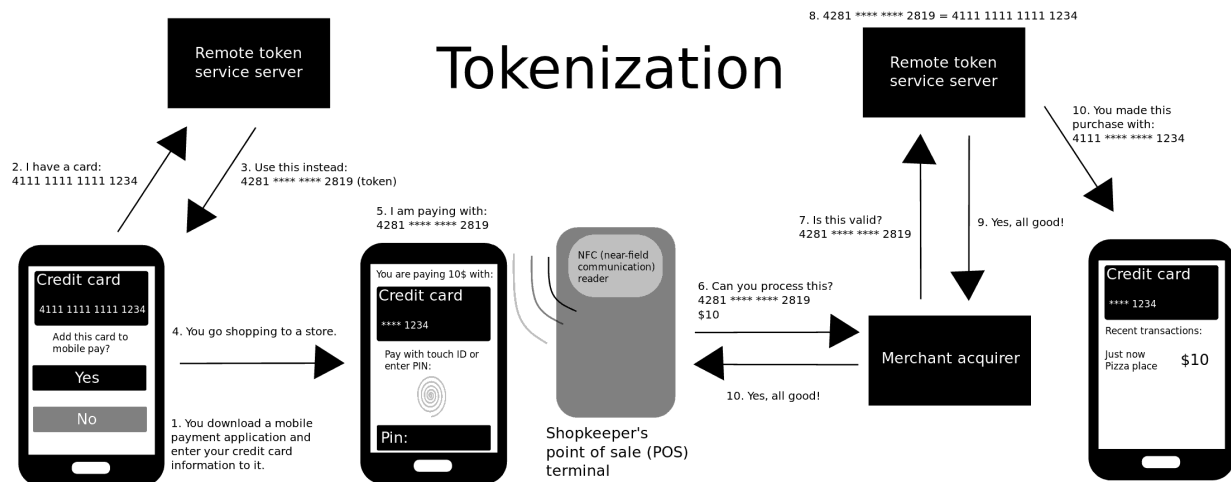 Tokenization
Remote token
service server
2. I have a card:
4111 1111 1111 1234
3. Use this instead:
4281 **** **** 2819 (token)
Credit card
4111 1111 1111 1234
Add this card to
mobile pay?
Yes
No
1. You download a mobile
payment application and
enter your credit card
information to it.
4. You go shopping to a store.
5. I am paying with:
4281 **** **** 2819
You are paying 10$ with:
Credit card
**** 1234
Pay with touch ID or
enter PIN:
Pin:
NFC (near-field
communication)
reader
Shopkeeper's
point of sale (POS)
terminal
6. Can you process this?
4281 **** **** 2819
$10
10. Yes, all good!
Merchant acquirer
7. Is this valid?
4281 **** **** 2819
8. 4281 **** **** 2819 = 4111 1111 1111 1234
Remote token
service server
9. Yes, all good!
10. You made this
purchase with:
4111 **** **** 1234
Credit card
**** 1234
Recent transactions:
Just now
Pizza place
$10